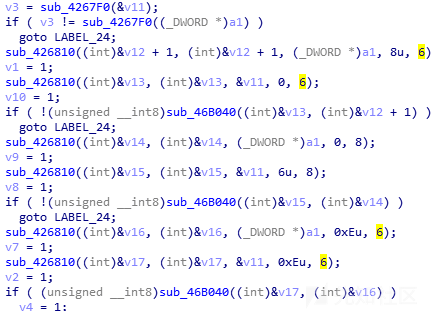 v3 = sub_4267F0(&v11);
if ( v3 != sub_4267F0((_DWORD *)a1) )
goto LABEL_24;
sub_426810((int)&v12 + 1, (int)&v12 + 1, (_DWORD *)a1, 8u, 6);
v1 = 1;
sub_426810((int)&v13, (int)&v13, &v11, 0, 6);
v10 = 1;
if ( !(unsigned __int8)sub_46B040((int)&v13, (int)&v12 + 1) )
goto LABEL_24;
sub_426810((int)&v14, (int)&v14, (_DWORD *)a1, 0, 8);
v9 = 1;
sub_426810((int)&v15, (int)&v15, &v11, 6u, 8);
v8 = 1;
if ( !(unsigned __int8)sub_46B040((int)&v15, (int)&v14) )
goto LABEL_24;
sub_426810((int)&v16, (int)&v16, (_DWORD *)a1, 0xEu, 6);
v7 = 1;
sub_426810((int)&v17, (int)&v17, &v11, 0xEu, 6);
v2 = 1;
if ( (unsigned __int8)sub_46B040((int)&v17, (int)&v16) )
v4 = 1;